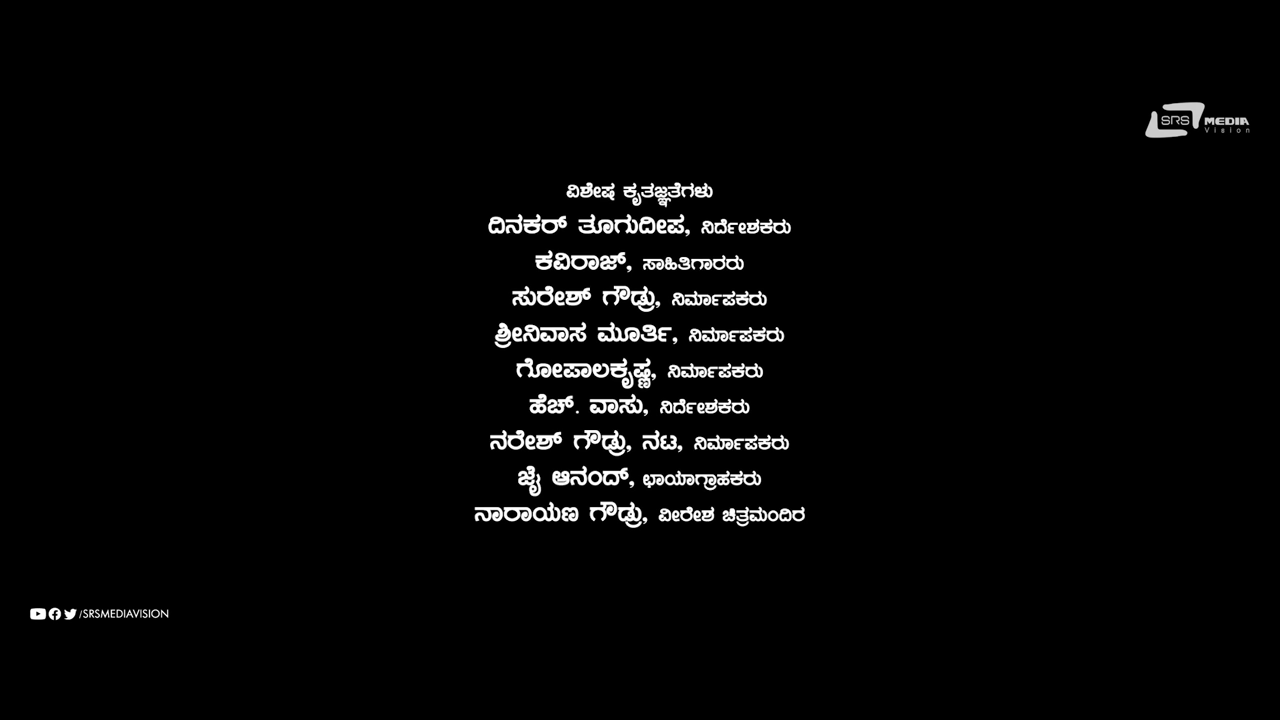 SRS MEDIA
Vision
ವಿಶೇಷ ಕೃತಜ್ಞತೆಗಳು
ದಿನಕರ್ ತೂಗುದೀಪ, ನಿರ್ದೇಶಕರು
ಕವಿರಾಜ್, ಸಾಹಿತಿಗಾರರು
ಸುರೇಶ್ ಗೌಡ್ರು, ನಿರ್ಮಾಪಕರು
ಶ್ರೀನಿವಾಸ ಮೂರ್ತಿ, ನಿರ್ಮಾಪಕರು
ಗೋಪಾಲಕೃಷ್ಣ, ನಿರ್ಮಾಪಕರು
ಹೆಚ್. ವಾಸು, ನಿರ್ದೇಶಕರು
ನರೇಶ್ ಗೌಡ್ರು, ನಟ, ನಿರ್ಮಾಪಕರು
ಜೈ ಆನಂದ್, ಛಾಯಾಗ್ರಾಹಕರು
ನಾರಾಯಣ ಗೌಡ್ರು, ವೀರೇಶ ಚಿತ್ರಮಂದಿರ
/SRSMEDIAVISION